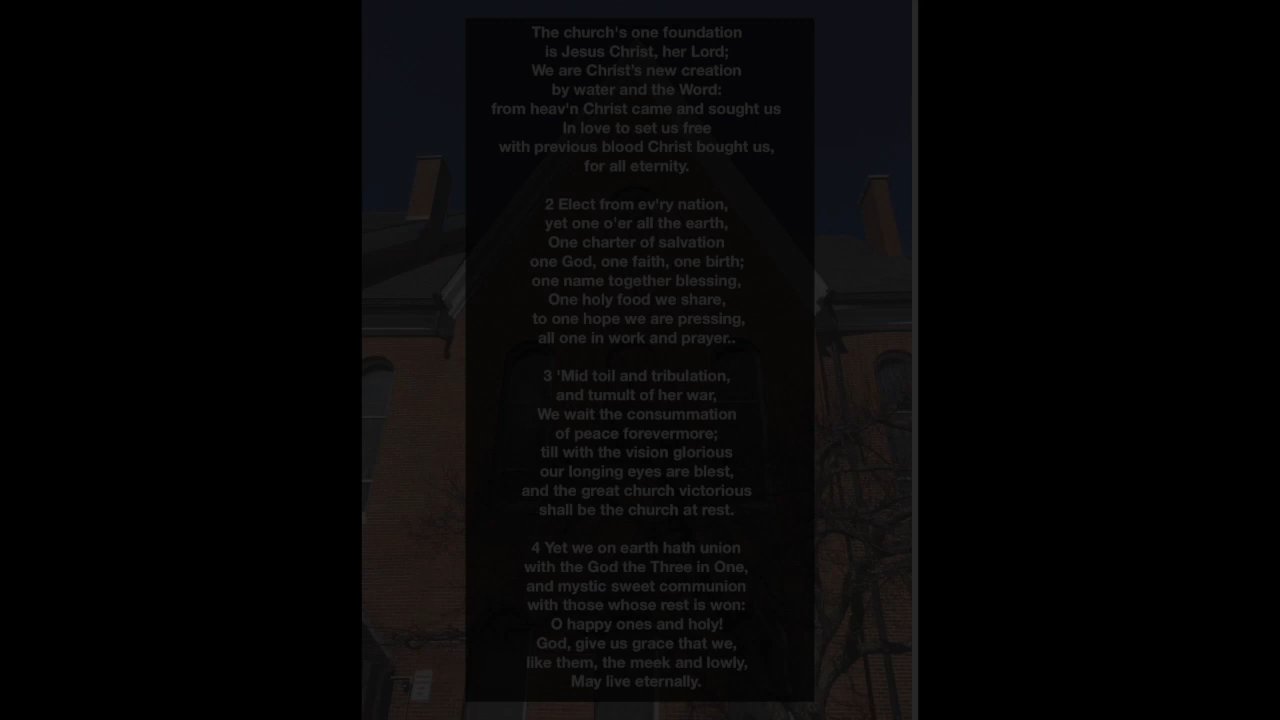 The church's one foundation
is Jesus Christ, her Lord;
We are Christ's new creation
by water and the Word:
from heav'n Christ came and sought us
In love to set us free
with previous blood Christ bought us,
for all eternity.
2 Elect from ev'ry nation,
yet one o'er all the earth,
One charter of salvation
one God, one faith, one birth;
one name together blessing,
One holy food we share,
to one hope we are pressing,
all one in work and prayer..
3 'Mid toil and tribulation,
and tumult of her war,
We wait the consummation
of peace forevermore;
till with the vision glorious
our longing eyes are blest,
and the great church victorious
shall be the church at rest.
4 Yet we on earth hath union
with the God the Three in One,
and mystic sweet communion
with those whose rest is won:
O happy ones and holy!
God, give us grace that we,
like them, the meek and lowly,
May live eternally.